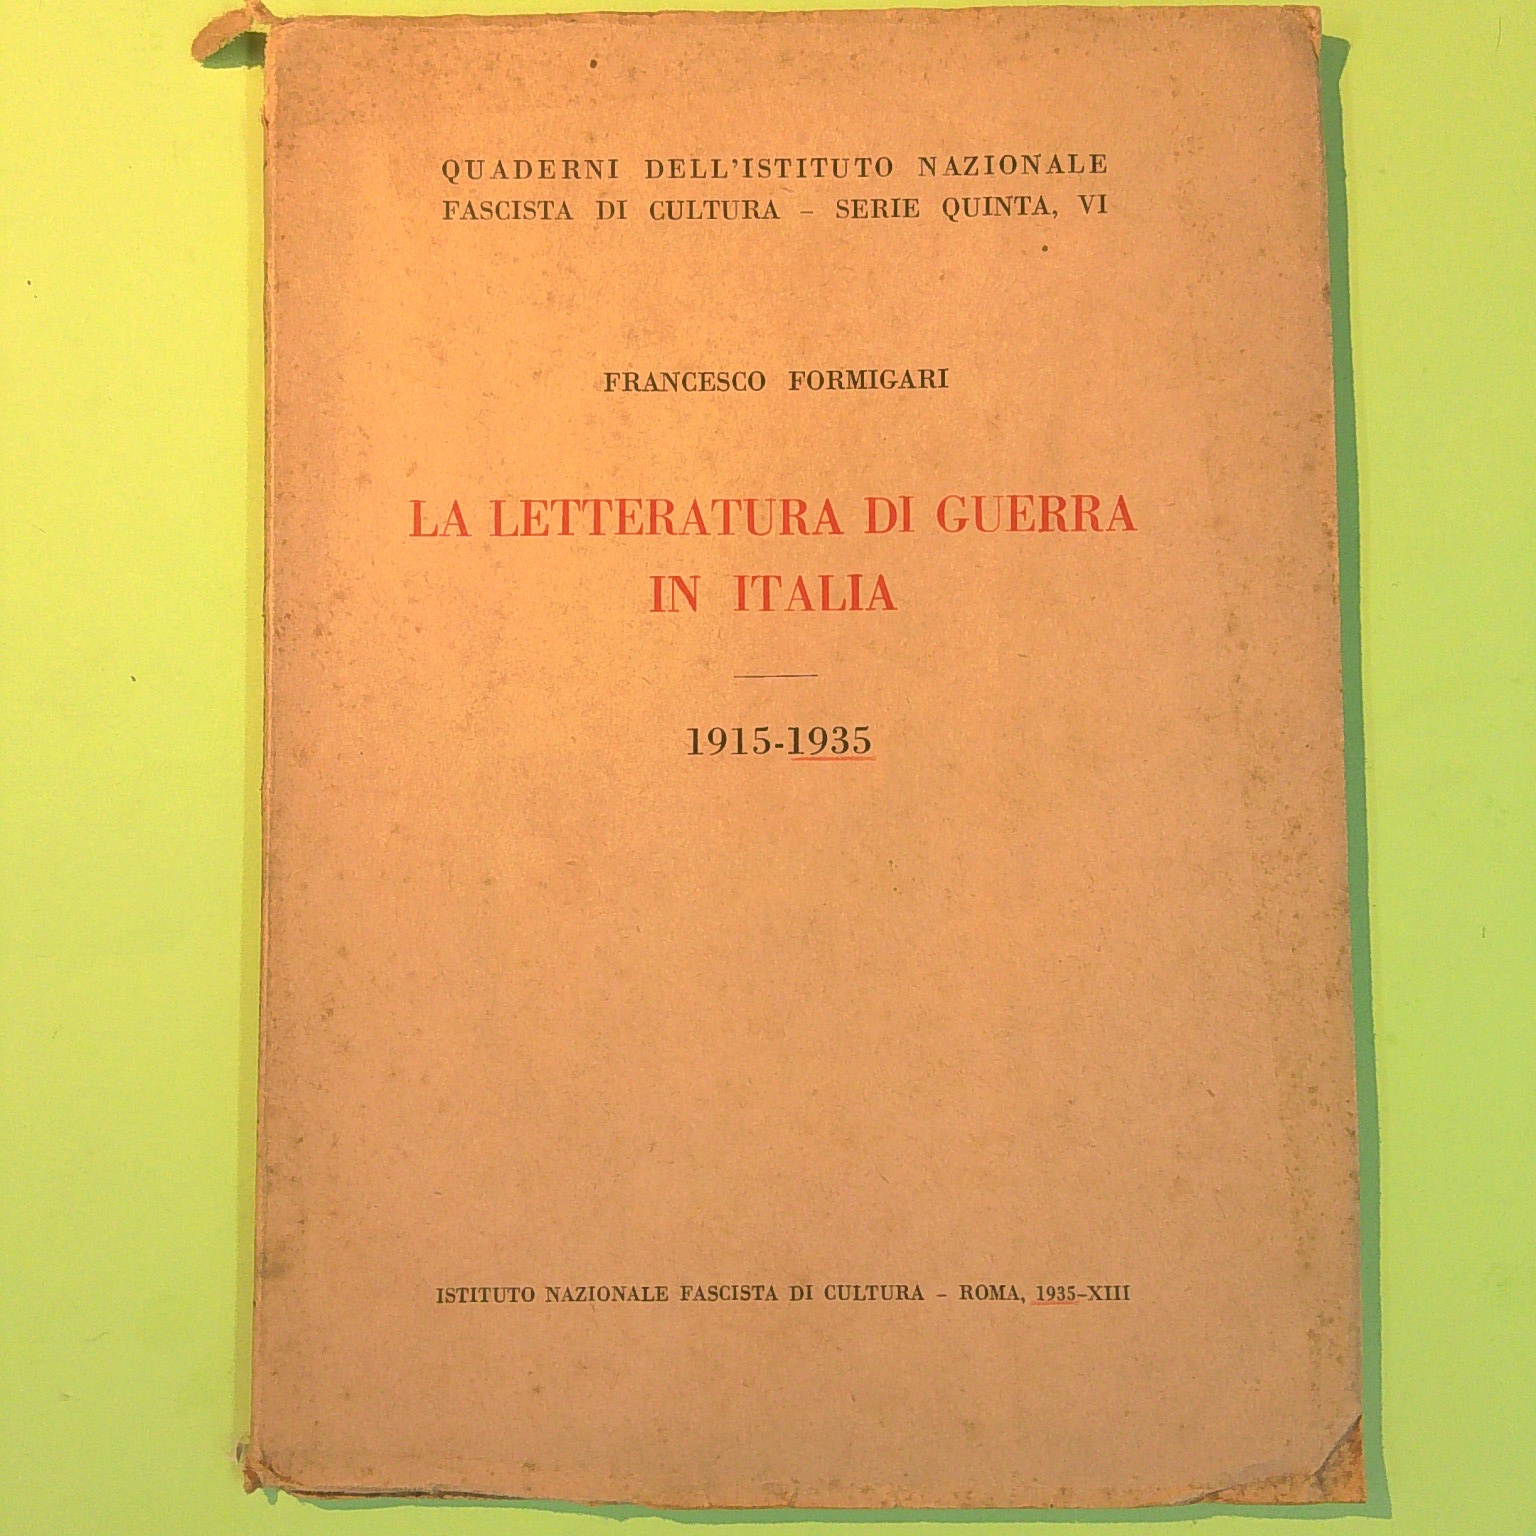 QUADERNI DELL'ISTITUTO NAZIONALE
FASCISTA DI CULTURA – SERIE QUINTA, VI
FRANCESCO FORMIGARI
LA LETTERATURA DI GUERRA
IN ITALIA
1915-1935
ISTITUTO NAZIONALE FASCISTA DI CULTURA – ROMA, 1935-XIII